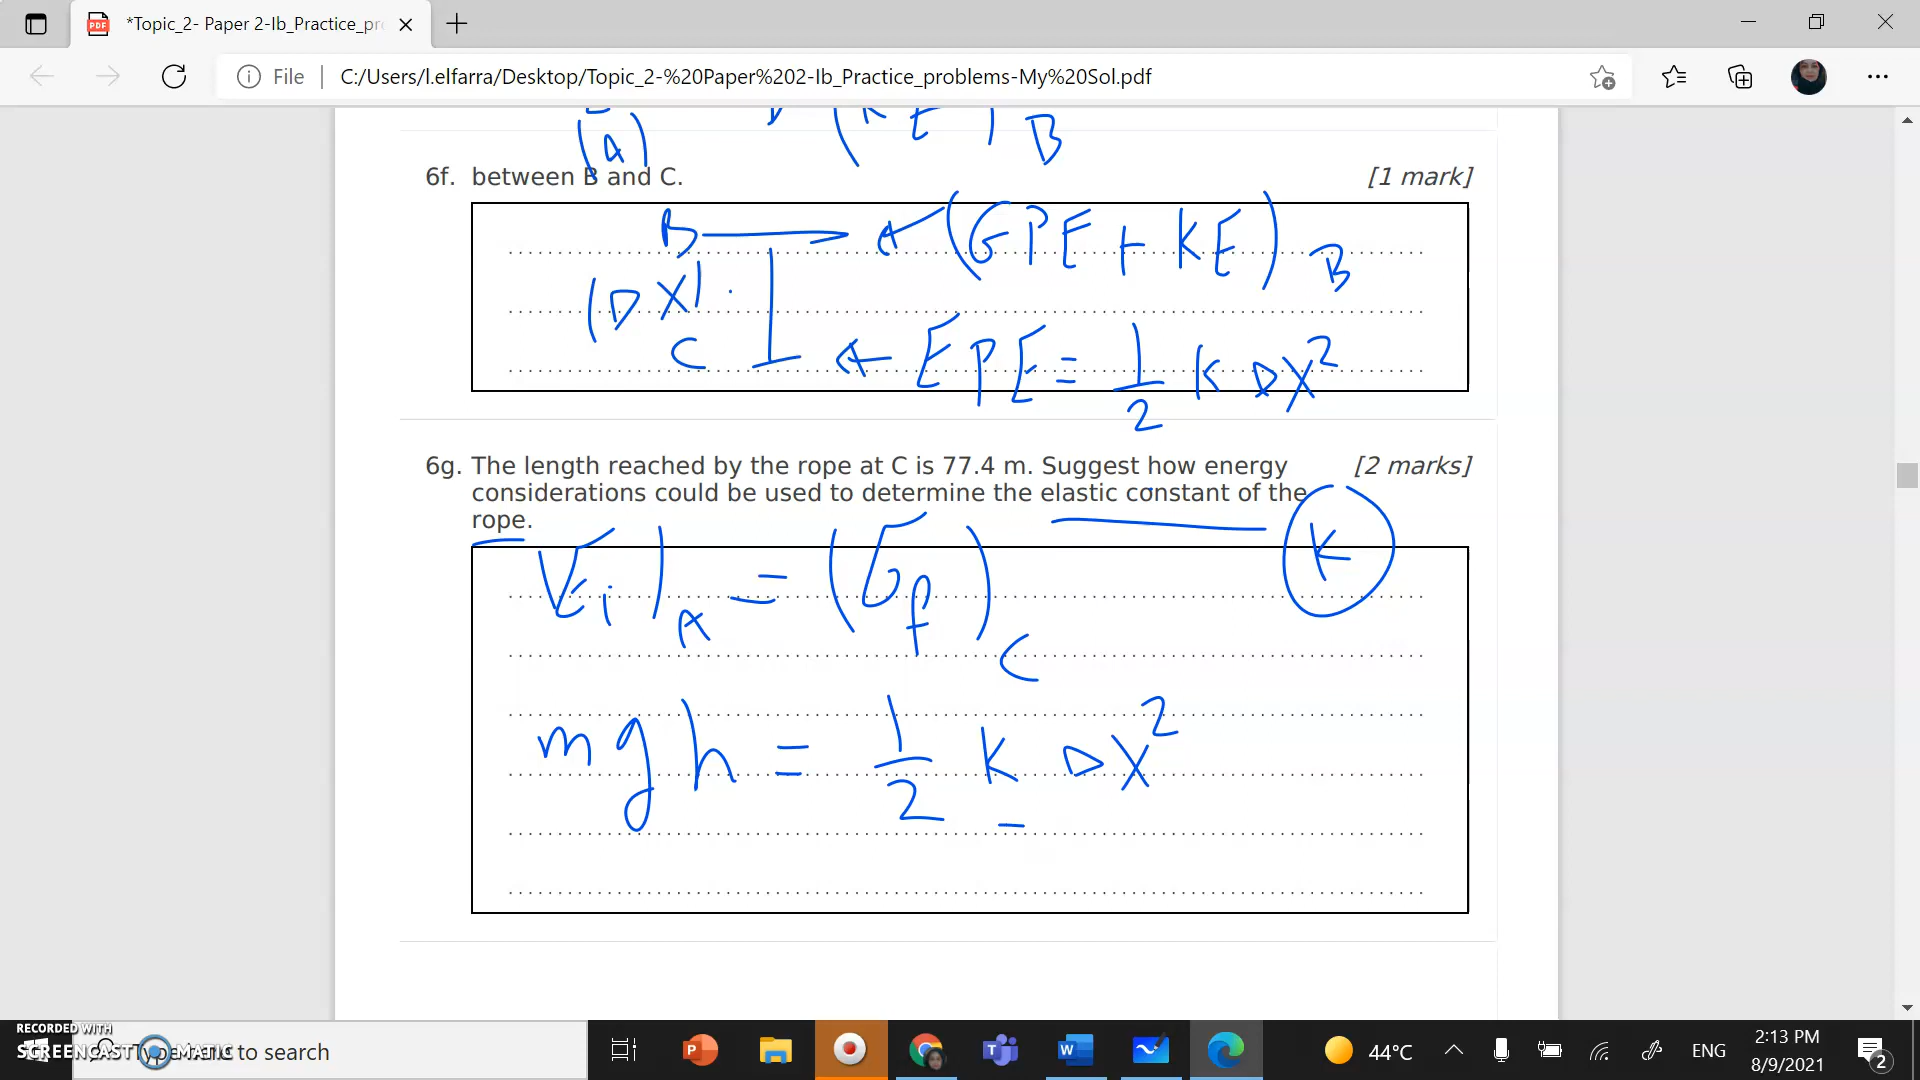 *Topic_2- Paper 2-Ib_Practice_pr
File
C:/Users/l.elfarra/Desktop/Topic_2-%20Paper%202-Ib_Practice_problems-My%20Sol.pdf
(A)
(KE)B
6f. between B and C. [1 mark]
B → (GPE + KE)B
(Δx)
C ← EPE = 1/2 k Δx²
6g. The length reached by the rope at C is 77.4 m. Suggest how energy [2 marks]
considerations could be used to determine the elastic constant of the
rope.
K
Ei)A = (Ef)C
mgh = 1/2 k Δx²
RECORDED WITH
SCREENCAST MATIC
to search
44°C
ENG
2:13 PM
8/9/2021
2